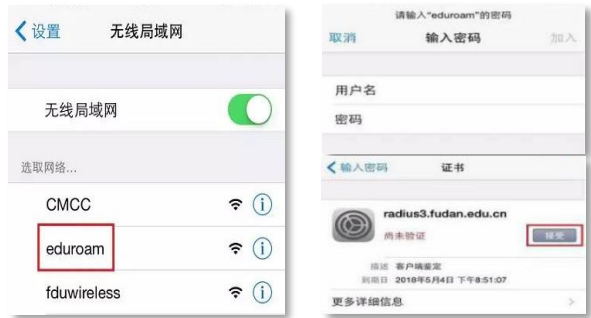 设置
无线局域网
无线局域网
选取网络...
CMCC
eduroam
fduwireless
请输入“eduroam”的密码
取消
输入密码
加入
用户名
密码
输入密码
证书
radius3.fudan.edu.cn
尚未验证
接受
描述 客户端鉴定
到期日 2018年5月4日 下午8:51:07
更多详细信息